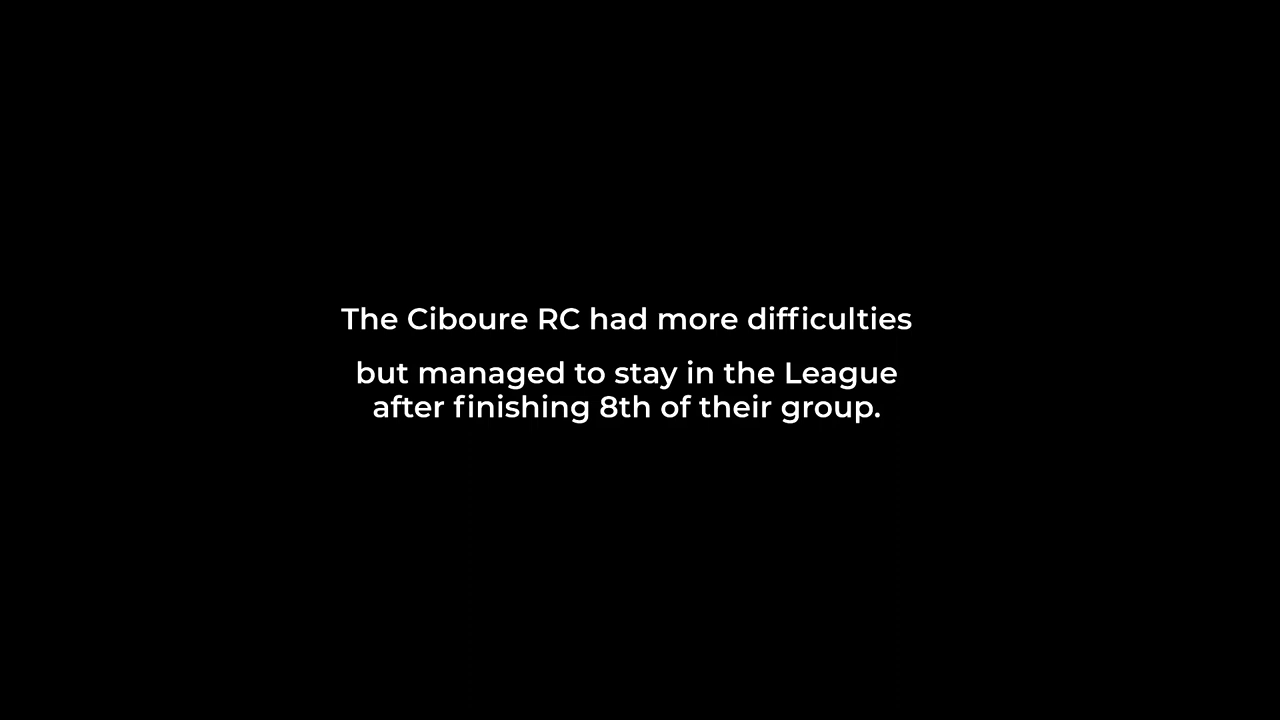 The Ciboure RC had more difficulties
but managed to stay in the League
after finishing 8th of their group.